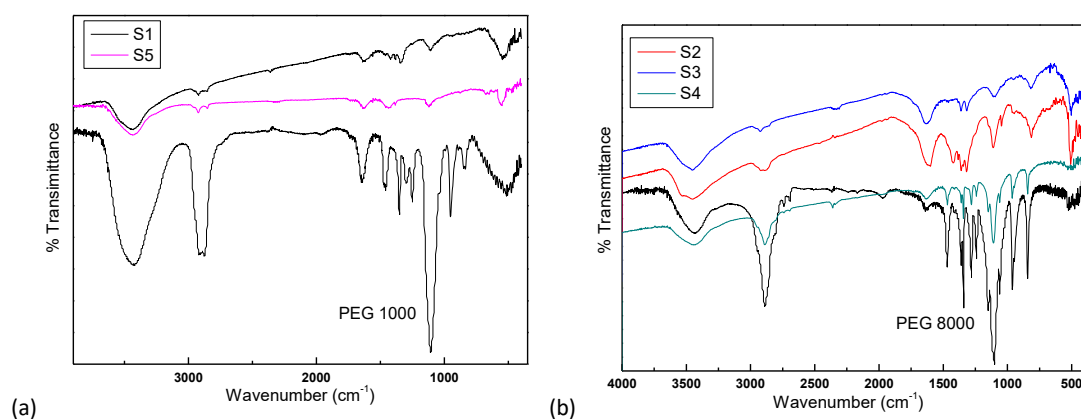 S1
S5
% Transmittance
PEG 1000
3000 2000 1000
Wavenumber (cm-1)
(a)
S2
S3
S4
% Transimittance
PEG 8000
4000 3500 3000 2500 2000 1500 1000 500
Wavenumber (cm-1)
(b)